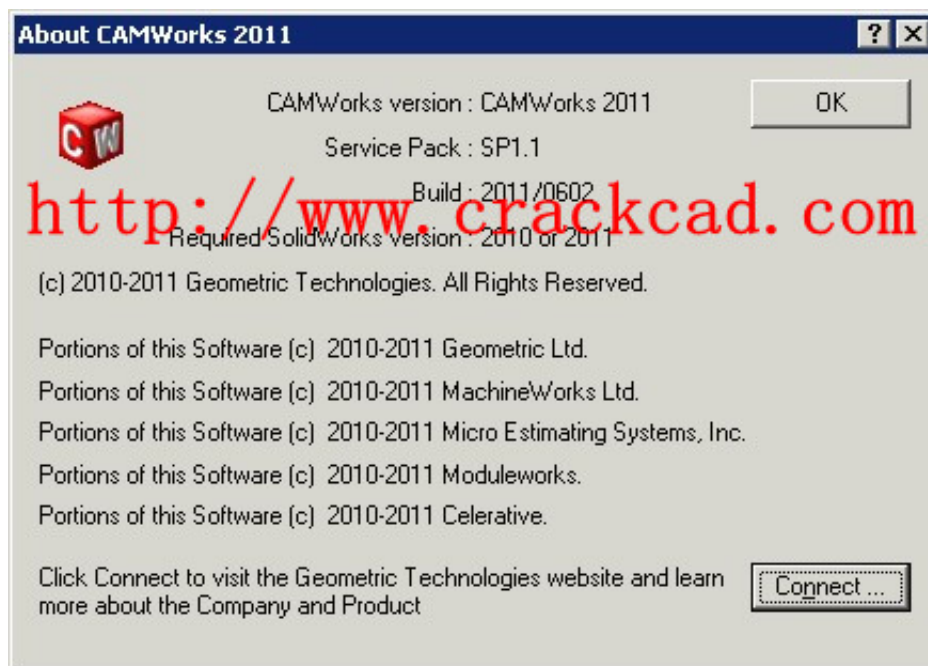 About CAMWorks 2011
? X
CW
CAMWorks version : CAMWorks 2011
OK
Service Pack : SP1.1
Build : 2011/0602
http://www.crackcad.com
Required SolidWorks version : 2010 or 2011
(c) 2010-2011 Geometric Technologies. All Rights Reserved.
Portions of this Software (c) 2010-2011 Geometric Ltd.
Portions of this Software (c) 2010-2011 MachineWorks Ltd.
Portions of this Software (c) 2010-2011 Micro Estimating Systems, Inc.
Portions of this Software (c) 2010-2011 Moduleworks.
Portions of this Software (c) 2010-2011 Celerative.
Click Connect to visit the Geometric Technologies website and learn
more about the Company and Product
Connect ...